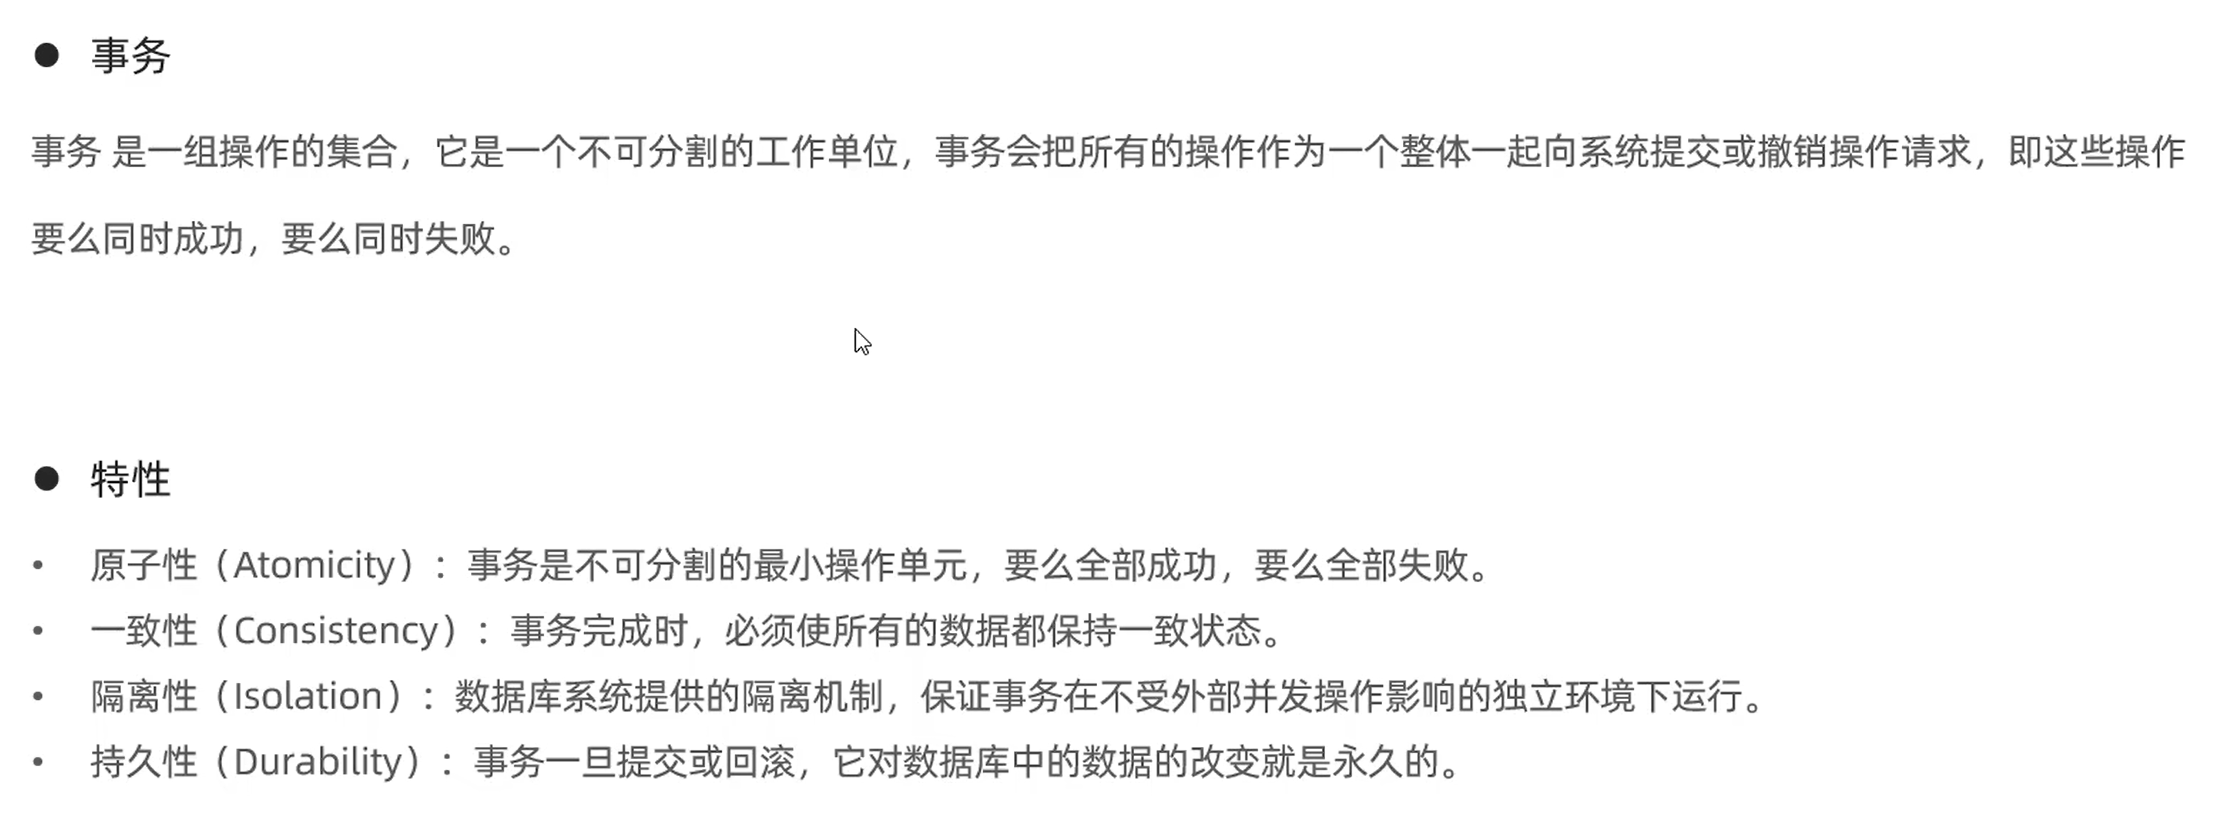 ● 事务
事务 是一组操作的集合，它是一个不可分割的工作单位，事务会把所有的操作作为一个整体一起向系统提交或撤销操作请求，即这些操作
要么同时成功，要么同时失败。
● 特性
• 原子性（Atomicity）：事务是不可分割的最小操作单元，要么全部成功，要么全部失败。
• 一致性（Consistency）：事务完成时，必须使所有的数据都保持一致状态。
• 隔离性（Isolation）：数据库系统提供的隔离机制，保证事务在不受外部并发操作影响的独立环境下运行。
• 持久性（Durability）：事务一旦提交或回滚，它对数据库中的数据的改变就是永久的。